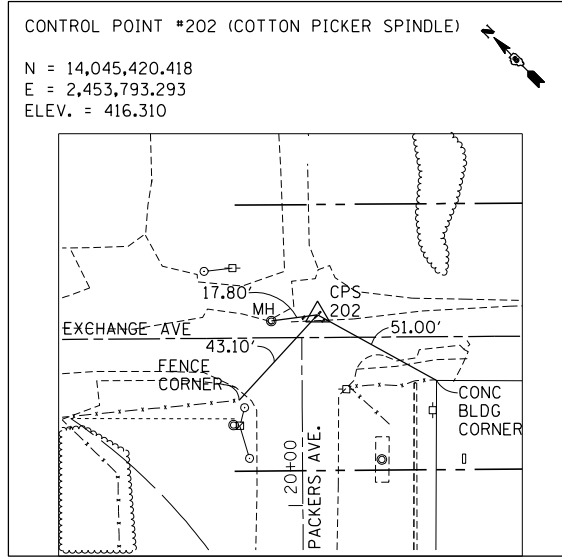 CONTROL POINT #202 (COTTON PICKER SPINDLE)
N
N = 14,045,420.418
E = 2,453,793.293
ELEV. = 416.310
17.80'
CPS
202
MH
EXCHANGE AVE
51.00'
43.10'
FENCE
CORNER
CONC
BLDG
CORNER
20+00
PACKERS AVE.